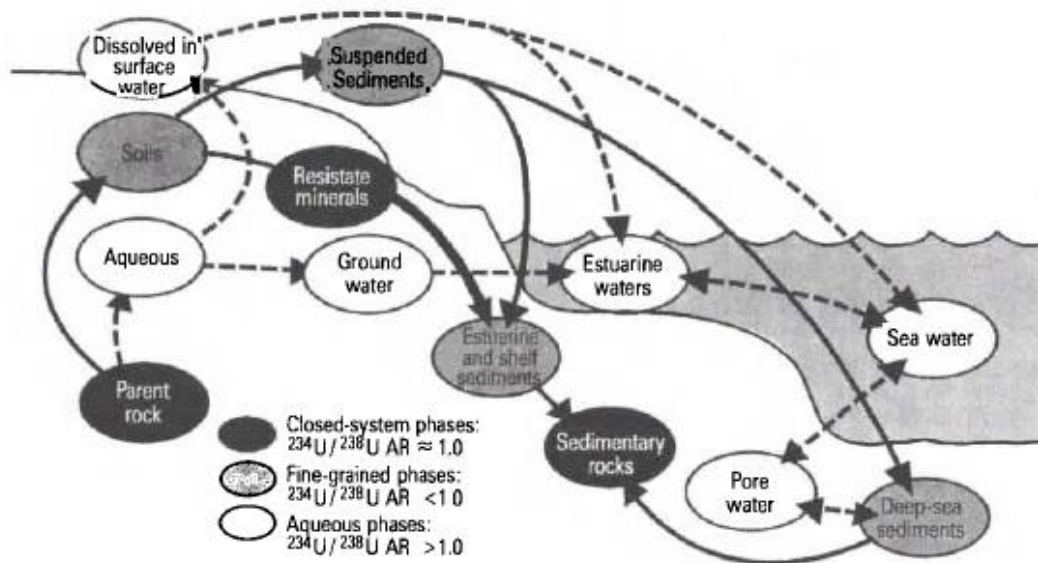 Dissolved in
surface
water
Suspended
Sediments
Soils
Resistate
minerals
Aqueous
Ground
water
Estuarine
waters
Sea water
Estuarine
and shelf
sediments
Parent
rock
Sedimentary
rocks
Pore
water
Deep-sea
sediments
Closed-system phases:
²³⁴U/²³⁸U AR ≈ 1.0
Fine-grained phases:
²³⁴U/²³⁸U AR <1.0
Aqueous phases:
²³⁴U/²³⁸U AR >1.0